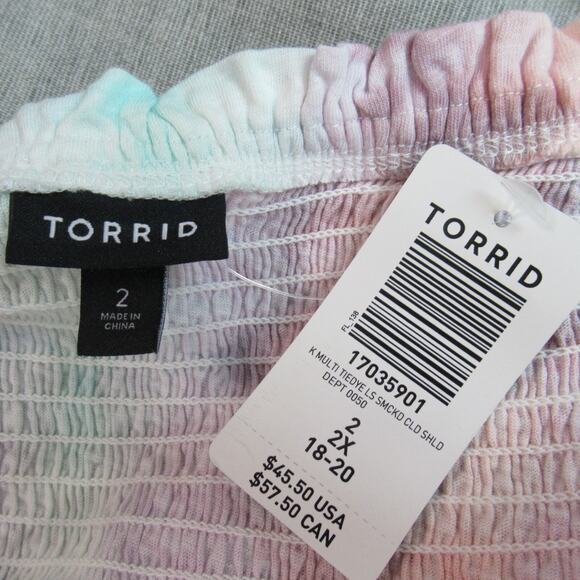 TORRID
2
MADE IN
CHINA
TORRID
FL 138
17035901
K MULTI TIEDYE LS SMCKD CLD SHLD
DEPT 0050
2
2X
18-20
$45.50 USA
$57.50 CAN